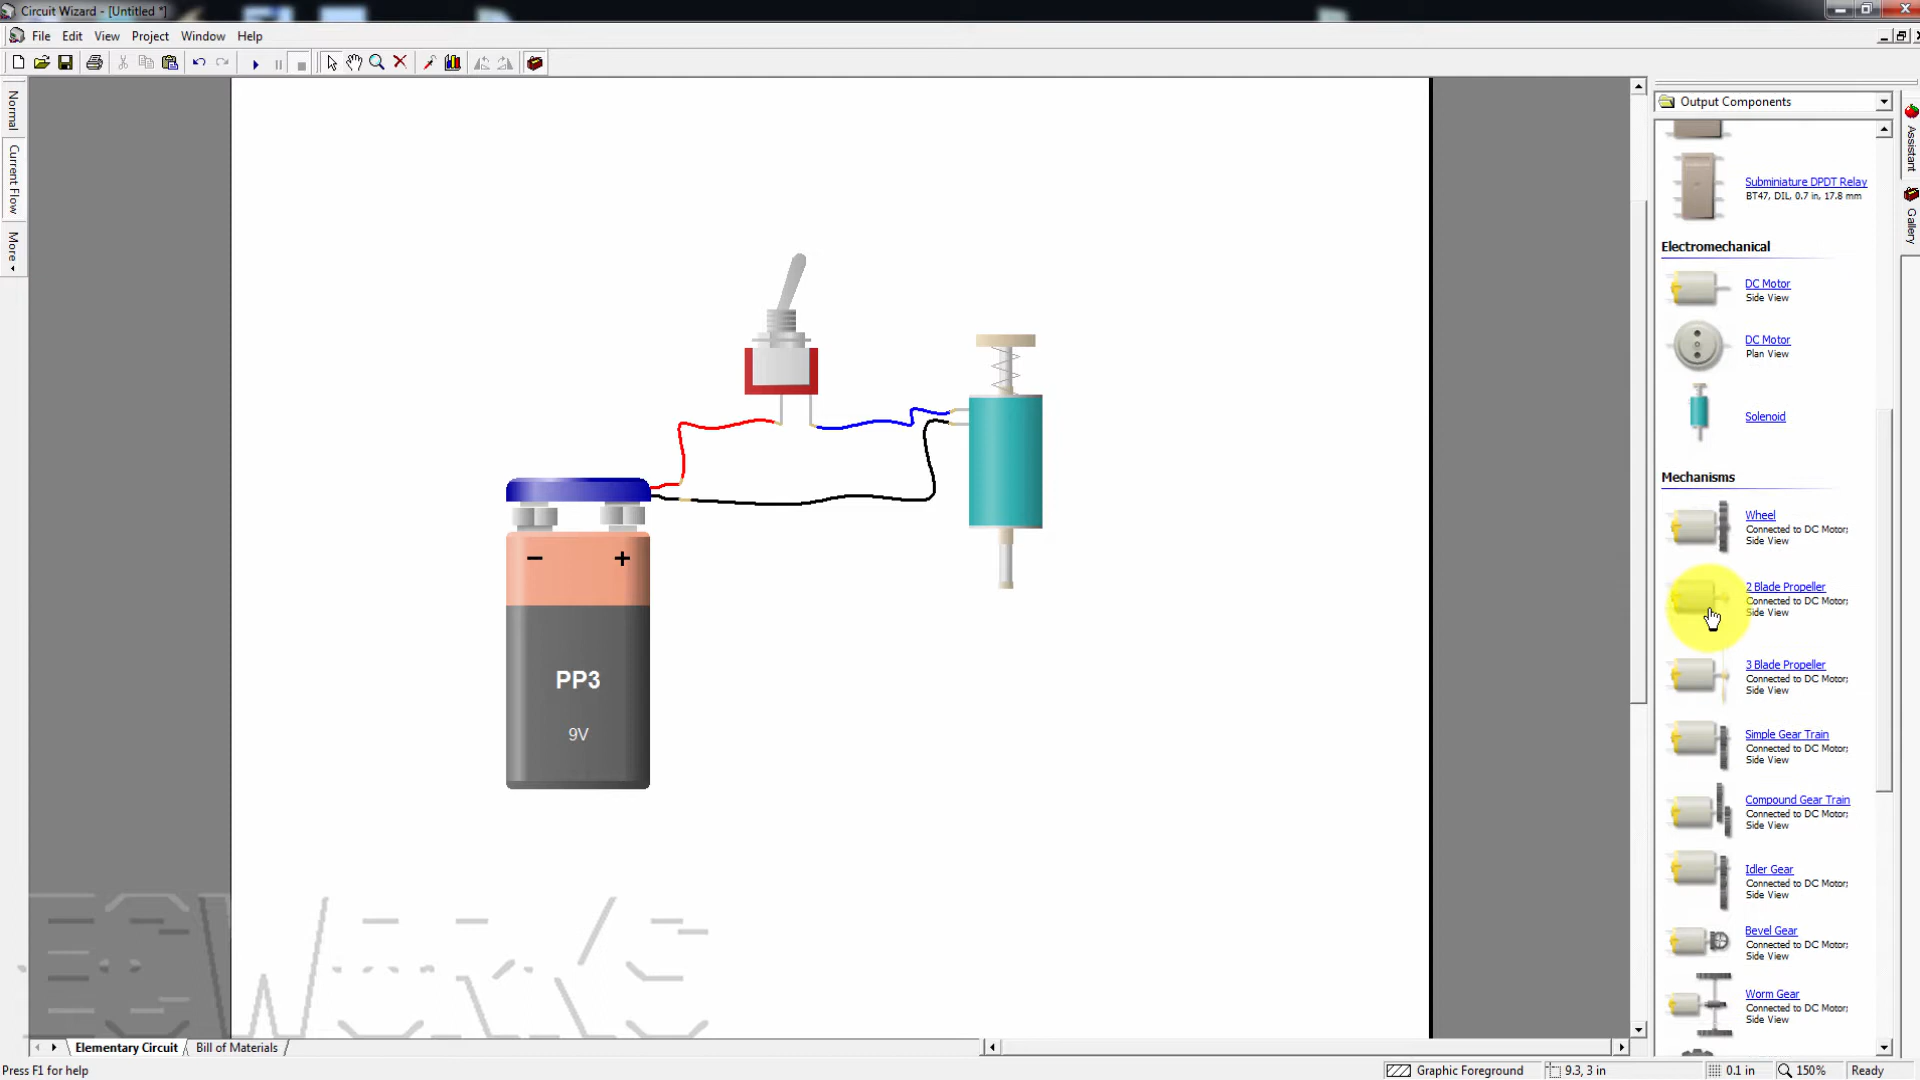 Circuit Wizard - [Untitled *]
File Edit View Project Window Help
Normal
Current Flow
More
Output Components
Assistant
Gallery
Subminiature DPDT Relay
BT47, DIL, 0.7 in, 17.8 mm
Electromechanical
DC Motor
Side View
DC Motor
Plan View
Solenoid
Mechanisms
Wheel
Connected to DC Motor;
Side View
2 Blade Propeller
Connected to DC Motor;
Side View
3 Blade Propeller
Connected to DC Motor;
Side View
Simple Gear Train
Connected to DC Motor;
Side View
Compound Gear Train
Connected to DC Motor;
Side View
Idler Gear
Connected to DC Motor;
Side View
Bevel Gear
Connected to DC Motor;
Side View
Worm Gear
Connected to DC Motor;
Side View
− +
PP3
9V
Elementary Circuit Bill of Materials
Press F1 for help
Graphic Foreground 9.3, 3 in 0.1 in 150% Ready